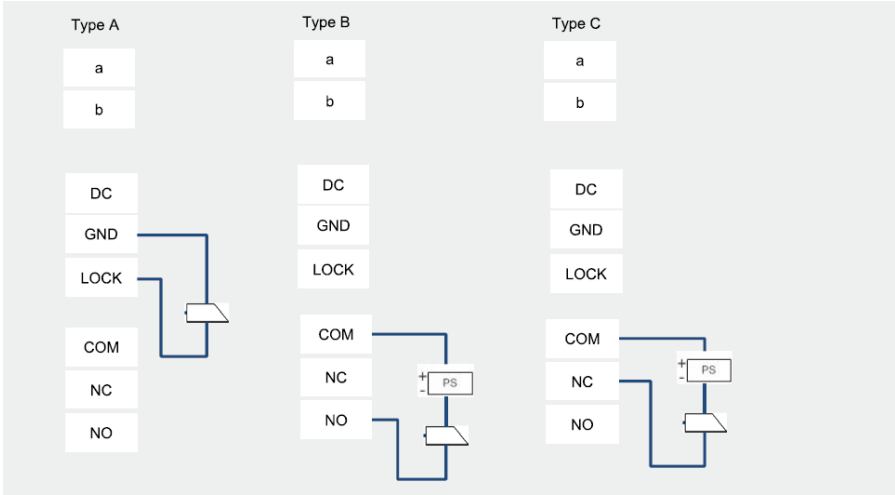 Type A
a
b
DC
GND
LOCK
COM
NC
NO
Type B
a
b
DC
GND
LOCK
COM
NC
NO
+
-
PS
Type C
a
b
DC
GND
LOCK
COM
NC
NO
+
-
PS